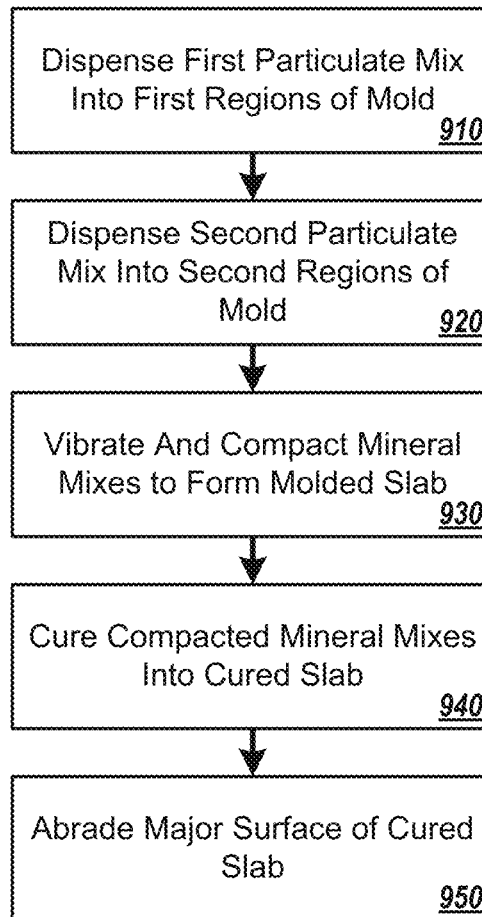 Dispense First Particulate Mix
Into First Regions of Mold
910
Dispense Second Particulate
Mix Into Second Regions of
Mold
920
Vibrate And Compact Mineral
Mixes to Form Molded Slab
930
Cure Compacted Mineral Mixes
Into Cured Slab
940
Abrade Major Surface of Cured
Slab
950